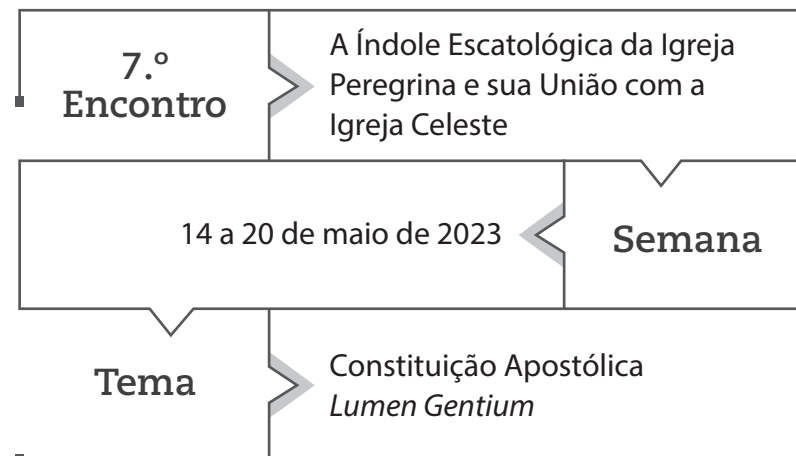 7.º
Encontro
A Índole Escatológica da Igreja
Peregrina e sua União com a
Igreja Celeste
14 a 20 de maio de 2023
Semana
Tema
Constituição Apostólica
Lumen Gentium